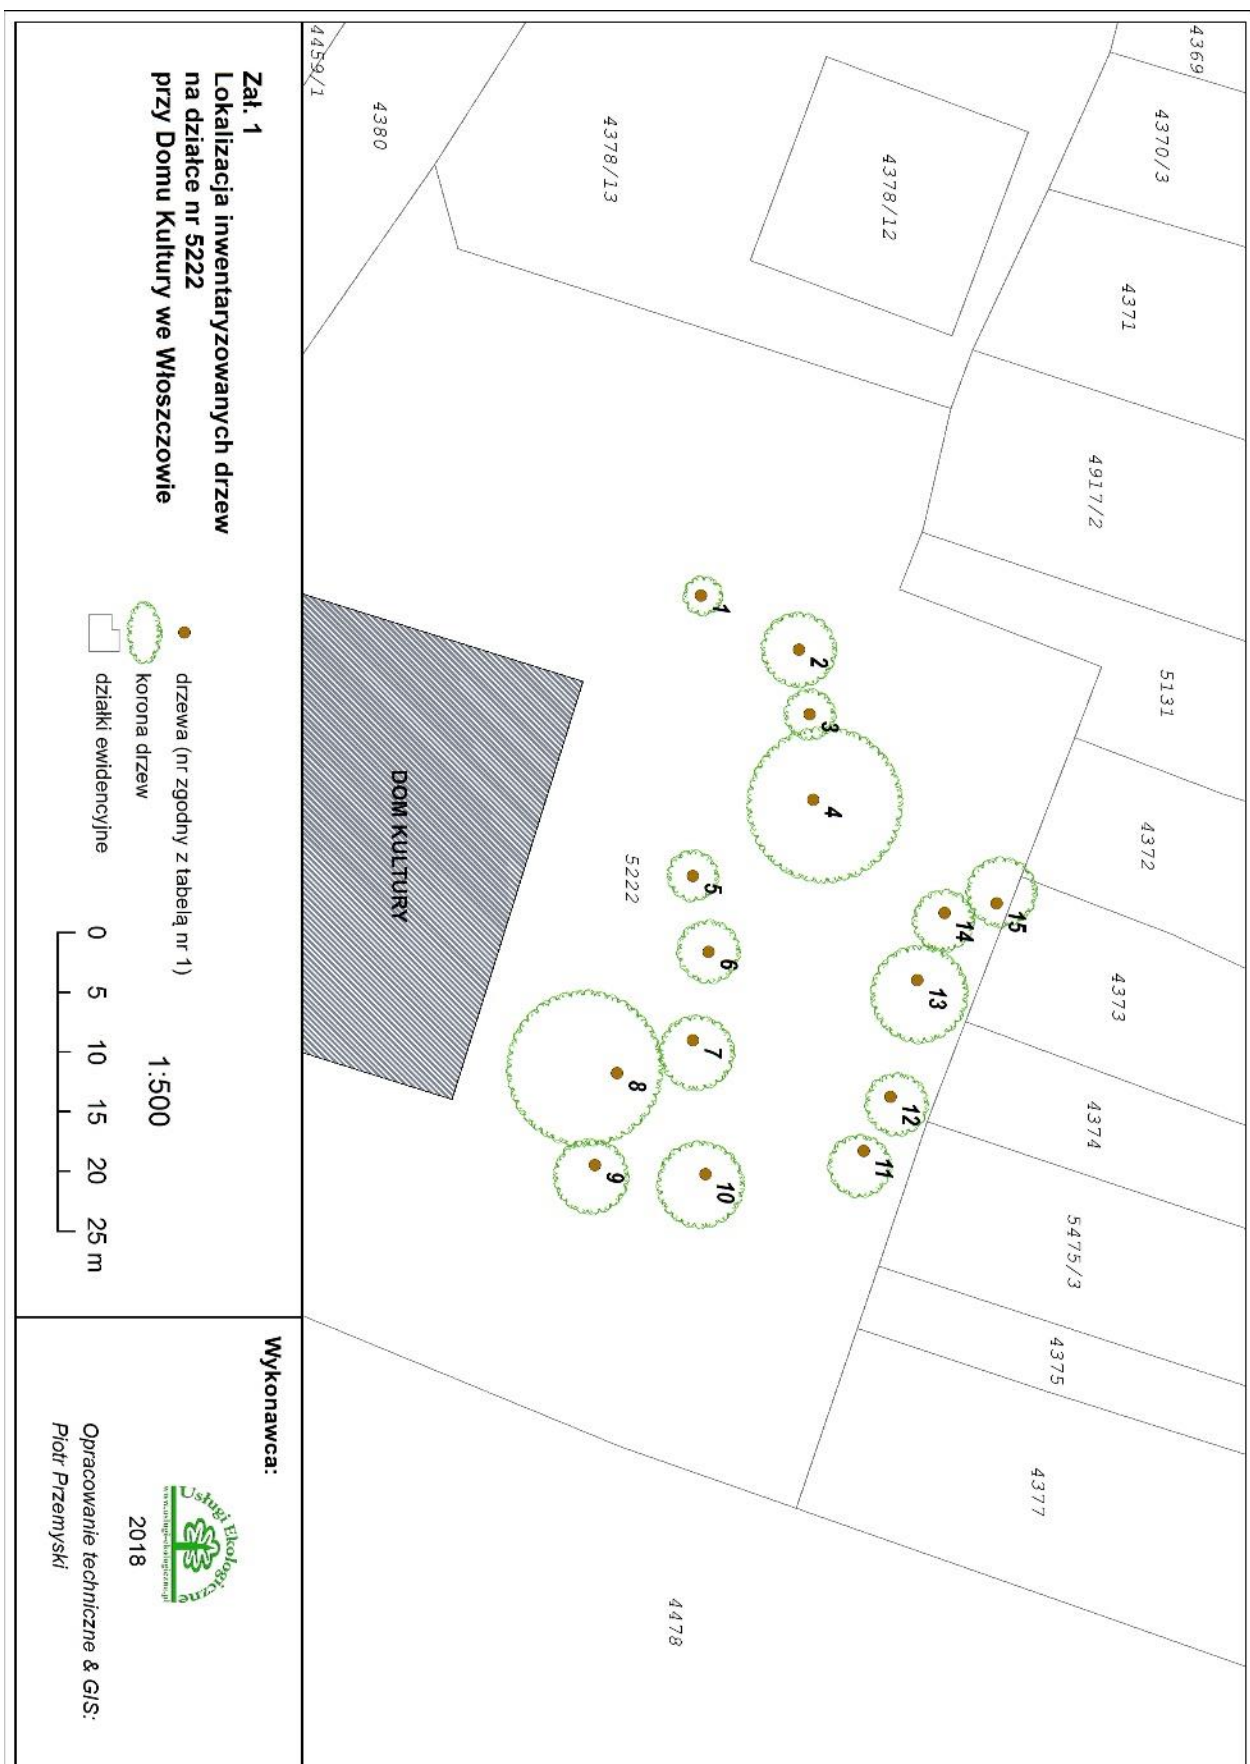 4369
4370/3
4371
4917/2
5131
4372
4373
4374
5475/3
4375
4377
4378/12
4378/13
4380
4459/1
4478
1
2
3
4
5
6
7
8
9
10
11
12
13
14
15
5222
DOM KULTURY
Zał. 1
Lokalizacja inwentaryzowanych drzew
na działce nr 5222
przy Domu Kultury we Włoszczowie
drzewa (nr zgodny z tabelą nr 1)
korona drzew
działki ewidencyjne
1:500
0 5 10 15 20 25 m
Wykonawca:
Usługi Ekologiczne
www.uslugi-ekologiczne.pl
2018
Opracowanie techniczne & GIS:
Piotr Przemyski